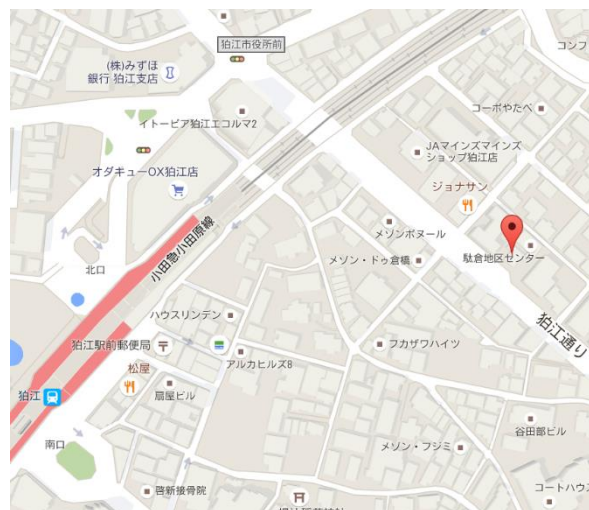 狛江市役所前
コンフ
(株)みずほ
銀行 狛江支店
コーポやたべ
イトーピア狛江エコルマ2
JAマインズマインズ
ショップ狛江店
オダキューOX狛江店
ジョナサン
メゾンボヌール
小田急小田原線
駄倉地区センター
メゾン・ドゥ倉橋
北口
ハウスリンデン
狛江通り
狛江駅前郵便局
フカザワハイツ
アルカヒルズ8
松屋
狛江
扇屋ビル
谷田部ビル
南口
メゾン・フジミ
啓新接骨院
コートハウ